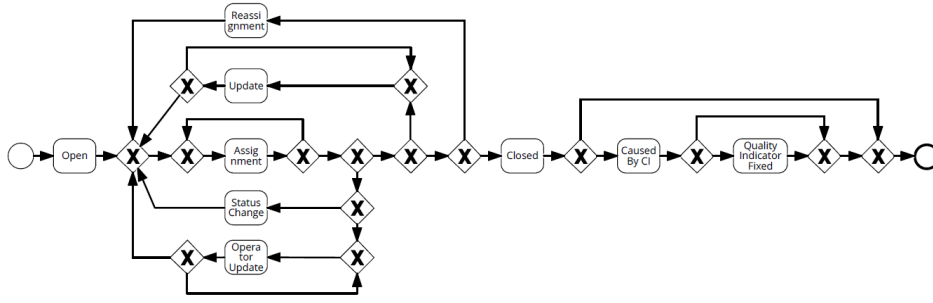 Reassi
gnment
Update
Open
Assig
nment
Closed
Caused
By CI
Quality
Indicator
Fixed
Status
Change
Opera
tor
Update